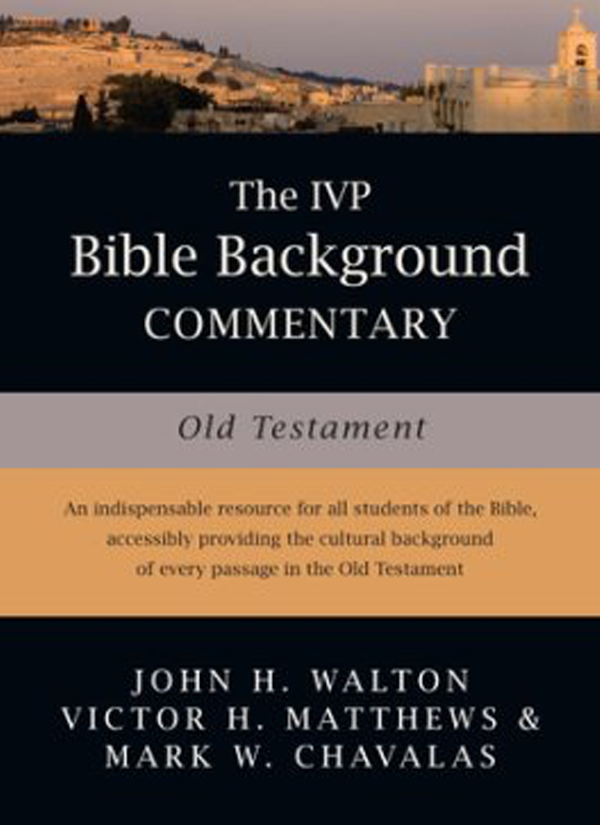 The IVP
Bible Background
COMMENTARY
Old Testament
An indispensable resource for all students of the Bible,
accessibly providing the cultural background
of every passage in the Old Testament
JOHN H. WALTON
VICTOR H. MATTHEWS &
MARK W. CHAVALAS